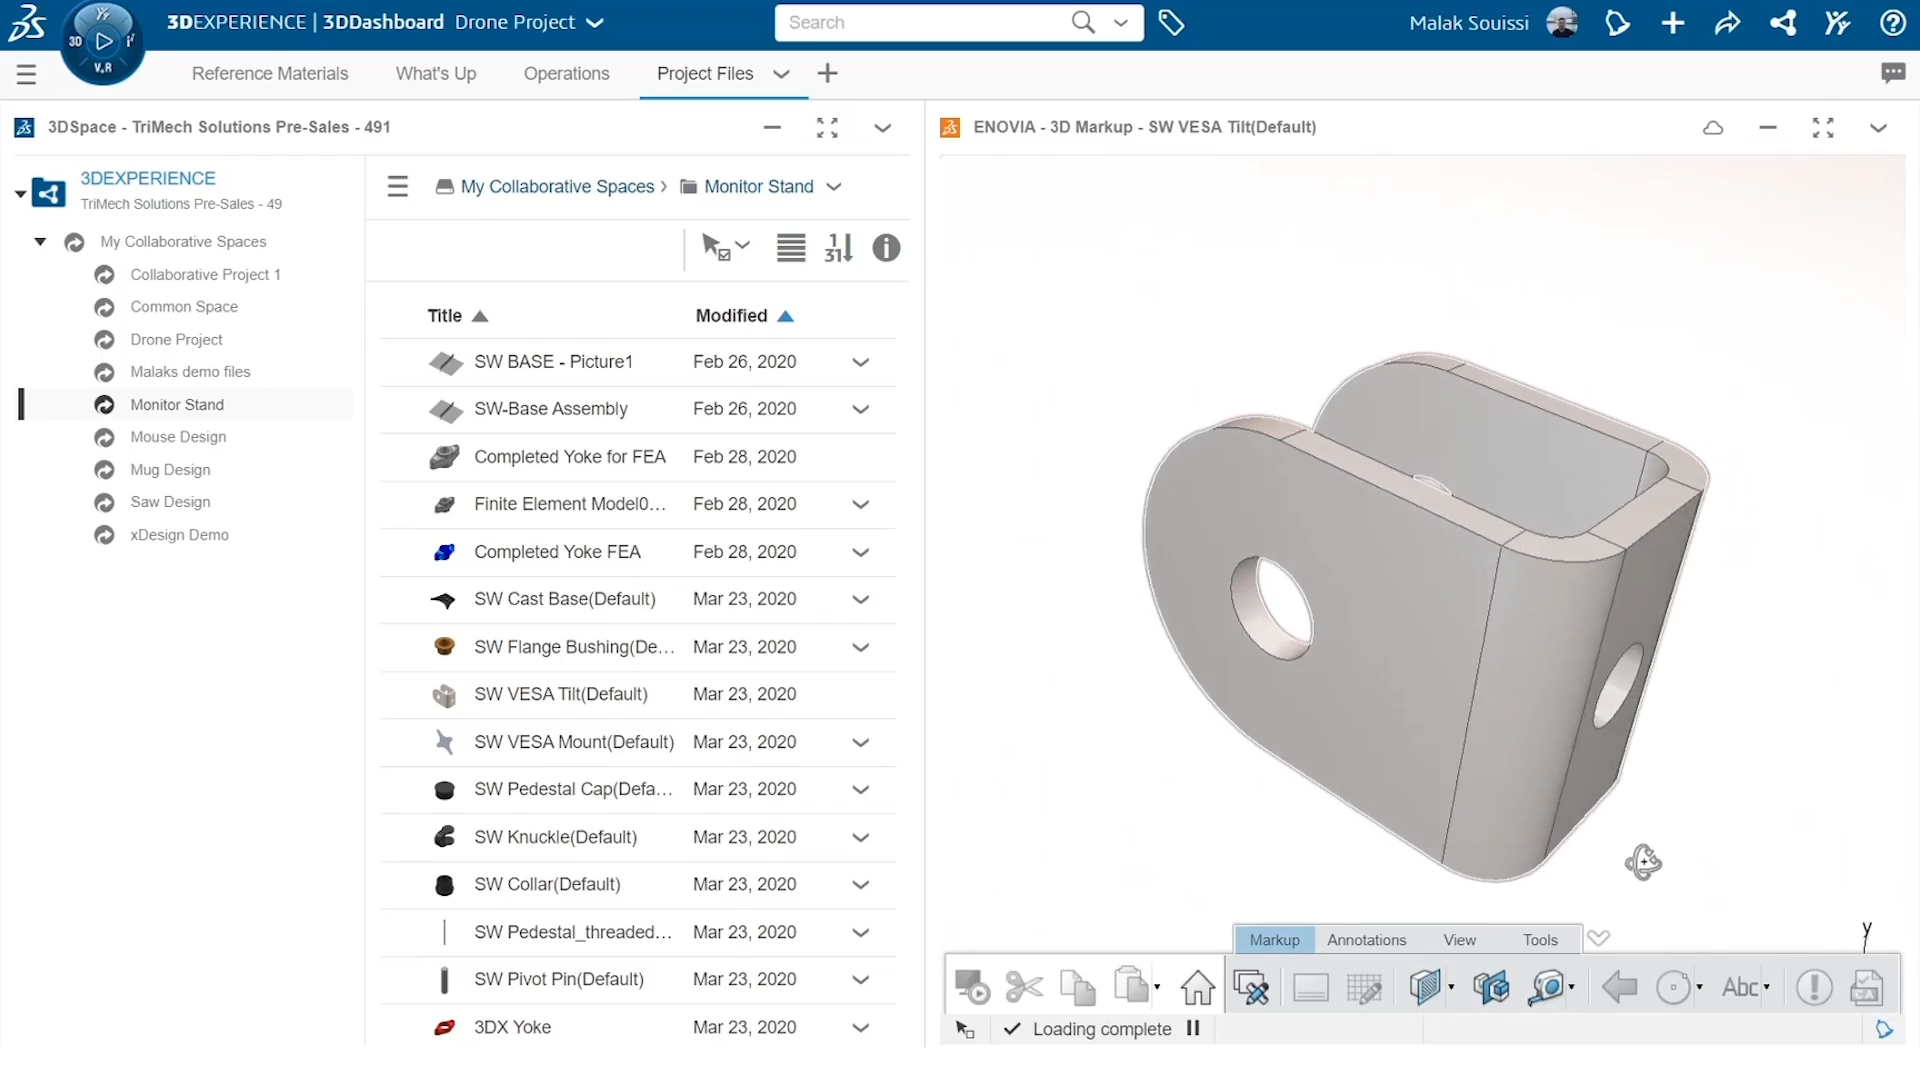 3DEXPERIENCE | 3DDashboard Drone Project
Search
Malak Souissi
3D
V.R
Reference Materials
What's Up
Operations
Project Files
3DSpace - TriMech Solutions Pre-Sales - 491
ENOVIA - 3D Markup - SW VESA Tilt(Default)
3DEXPERIENCE
TriMech Solutions Pre-Sales - 49
My Collaborative Spaces
Collaborative Project 1
Common Space
Drone Project
Malaks demo files
Monitor Stand
Mouse Design
Mug Design
Saw Design
xDesign Demo
My Collaborative Spaces › Monitor Stand
1
31
Title Modified
SW BASE - Picture1 Feb 26, 2020
SW-Base Assembly Feb 26, 2020
Completed Yoke for FEA Feb 28, 2020
Finite Element Model0... Feb 28, 2020
Completed Yoke FEA Feb 28, 2020
SW Cast Base(Default) Mar 23, 2020
SW Flange Bushing(De... Mar 23, 2020
SW VESA Tilt(Default) Mar 23, 2020
SW VESA Mount(Default) Mar 23, 2020
SW Pedestal Cap(Defa... Mar 23, 2020
SW Knuckle(Default) Mar 23, 2020
SW Collar(Default) Mar 23, 2020
SW Pedestal_threaded... Mar 23, 2020
SW Pivot Pin(Default) Mar 23, 2020
3DX Yoke Mar 23, 2020
y
Markup
Annotations
View
Tools
Abc
Loading complete